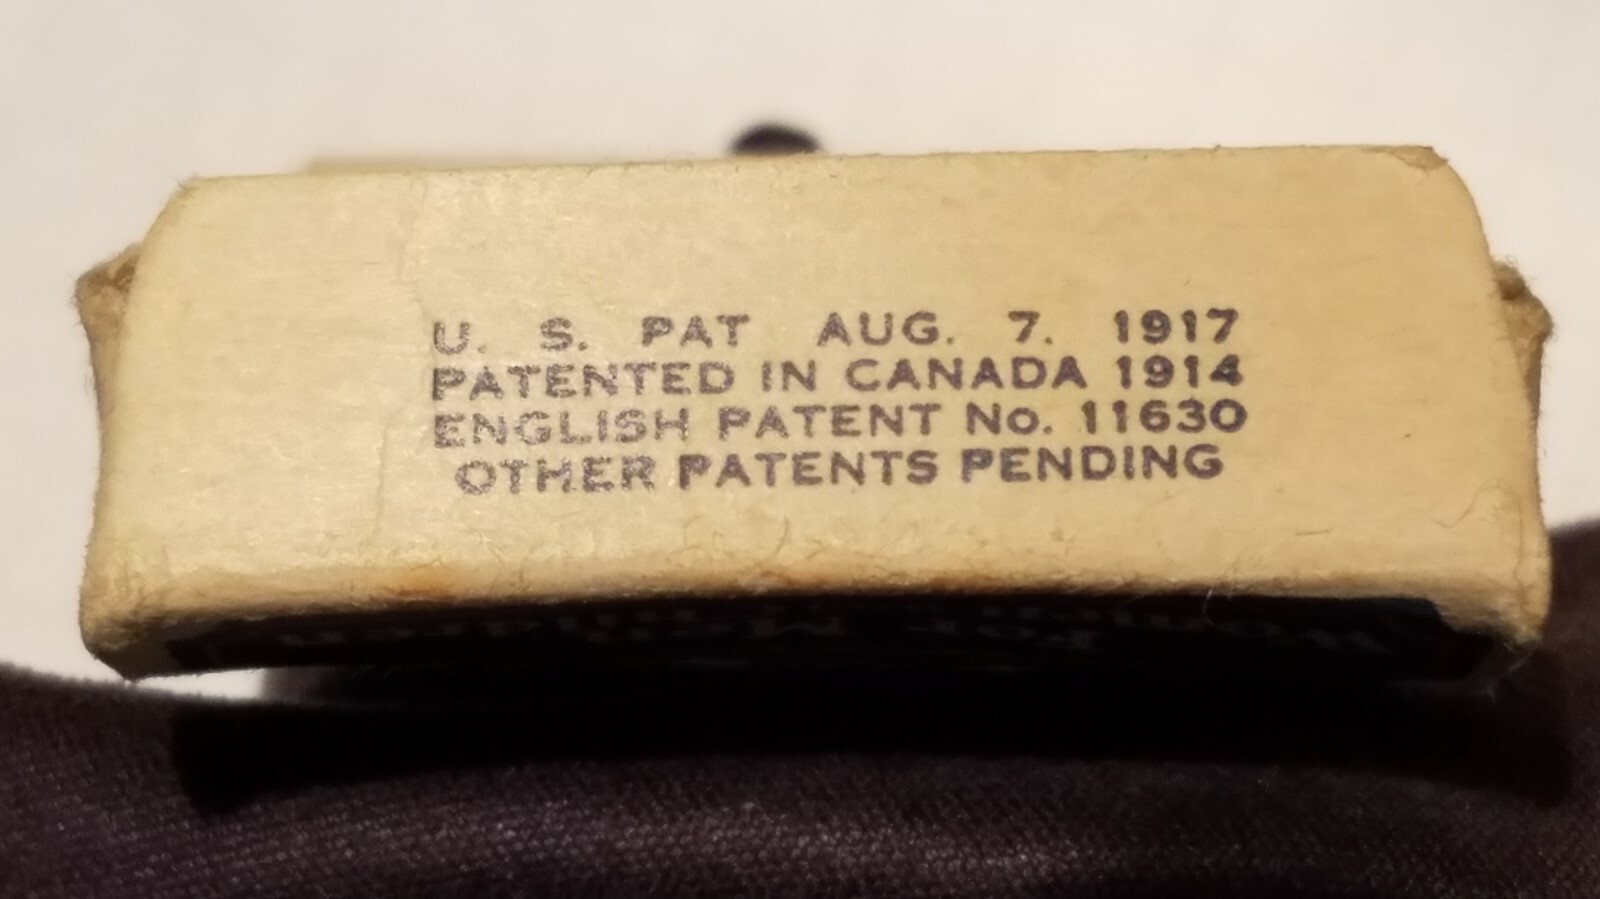 U. S. PAT AUG. 7. 1917
PATENTED IN CANADA 1914
ENGLISH PATENT No. 11630
OTHER PATENTS PENDING